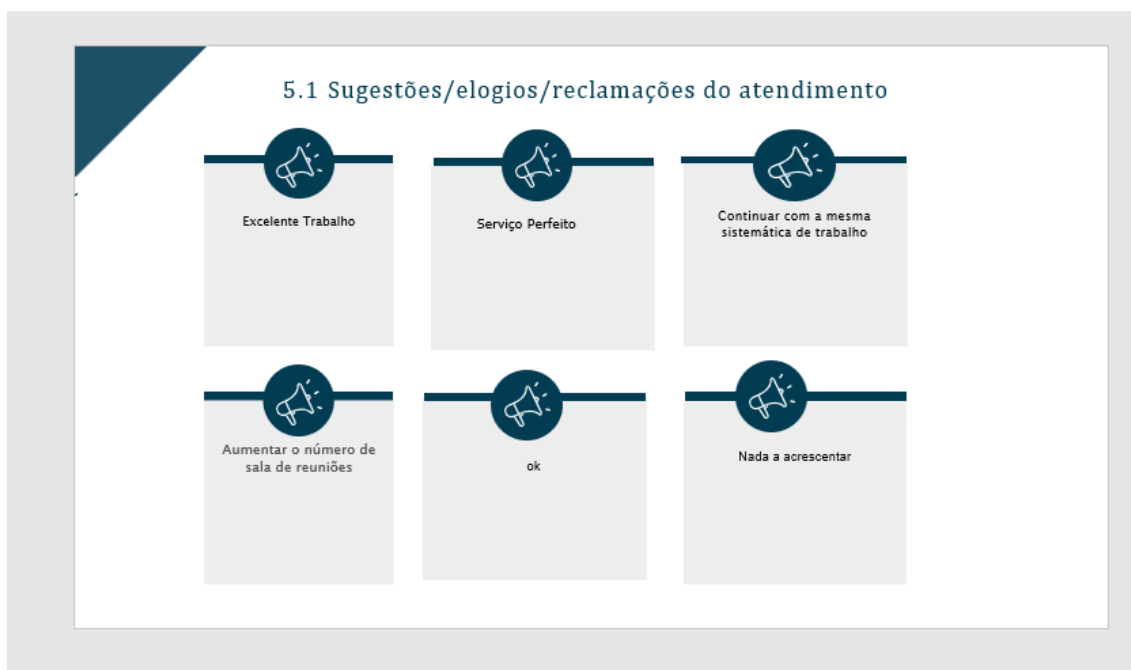 5.1 Sugestões/elogios/reclamações do atendimento
Excelente Trabalho
Serviço Perfeito
Continuar com a mesma
sistemática de trabalho
Aumentar o número de
sala de reuniões
ok
Nada a acrescentar